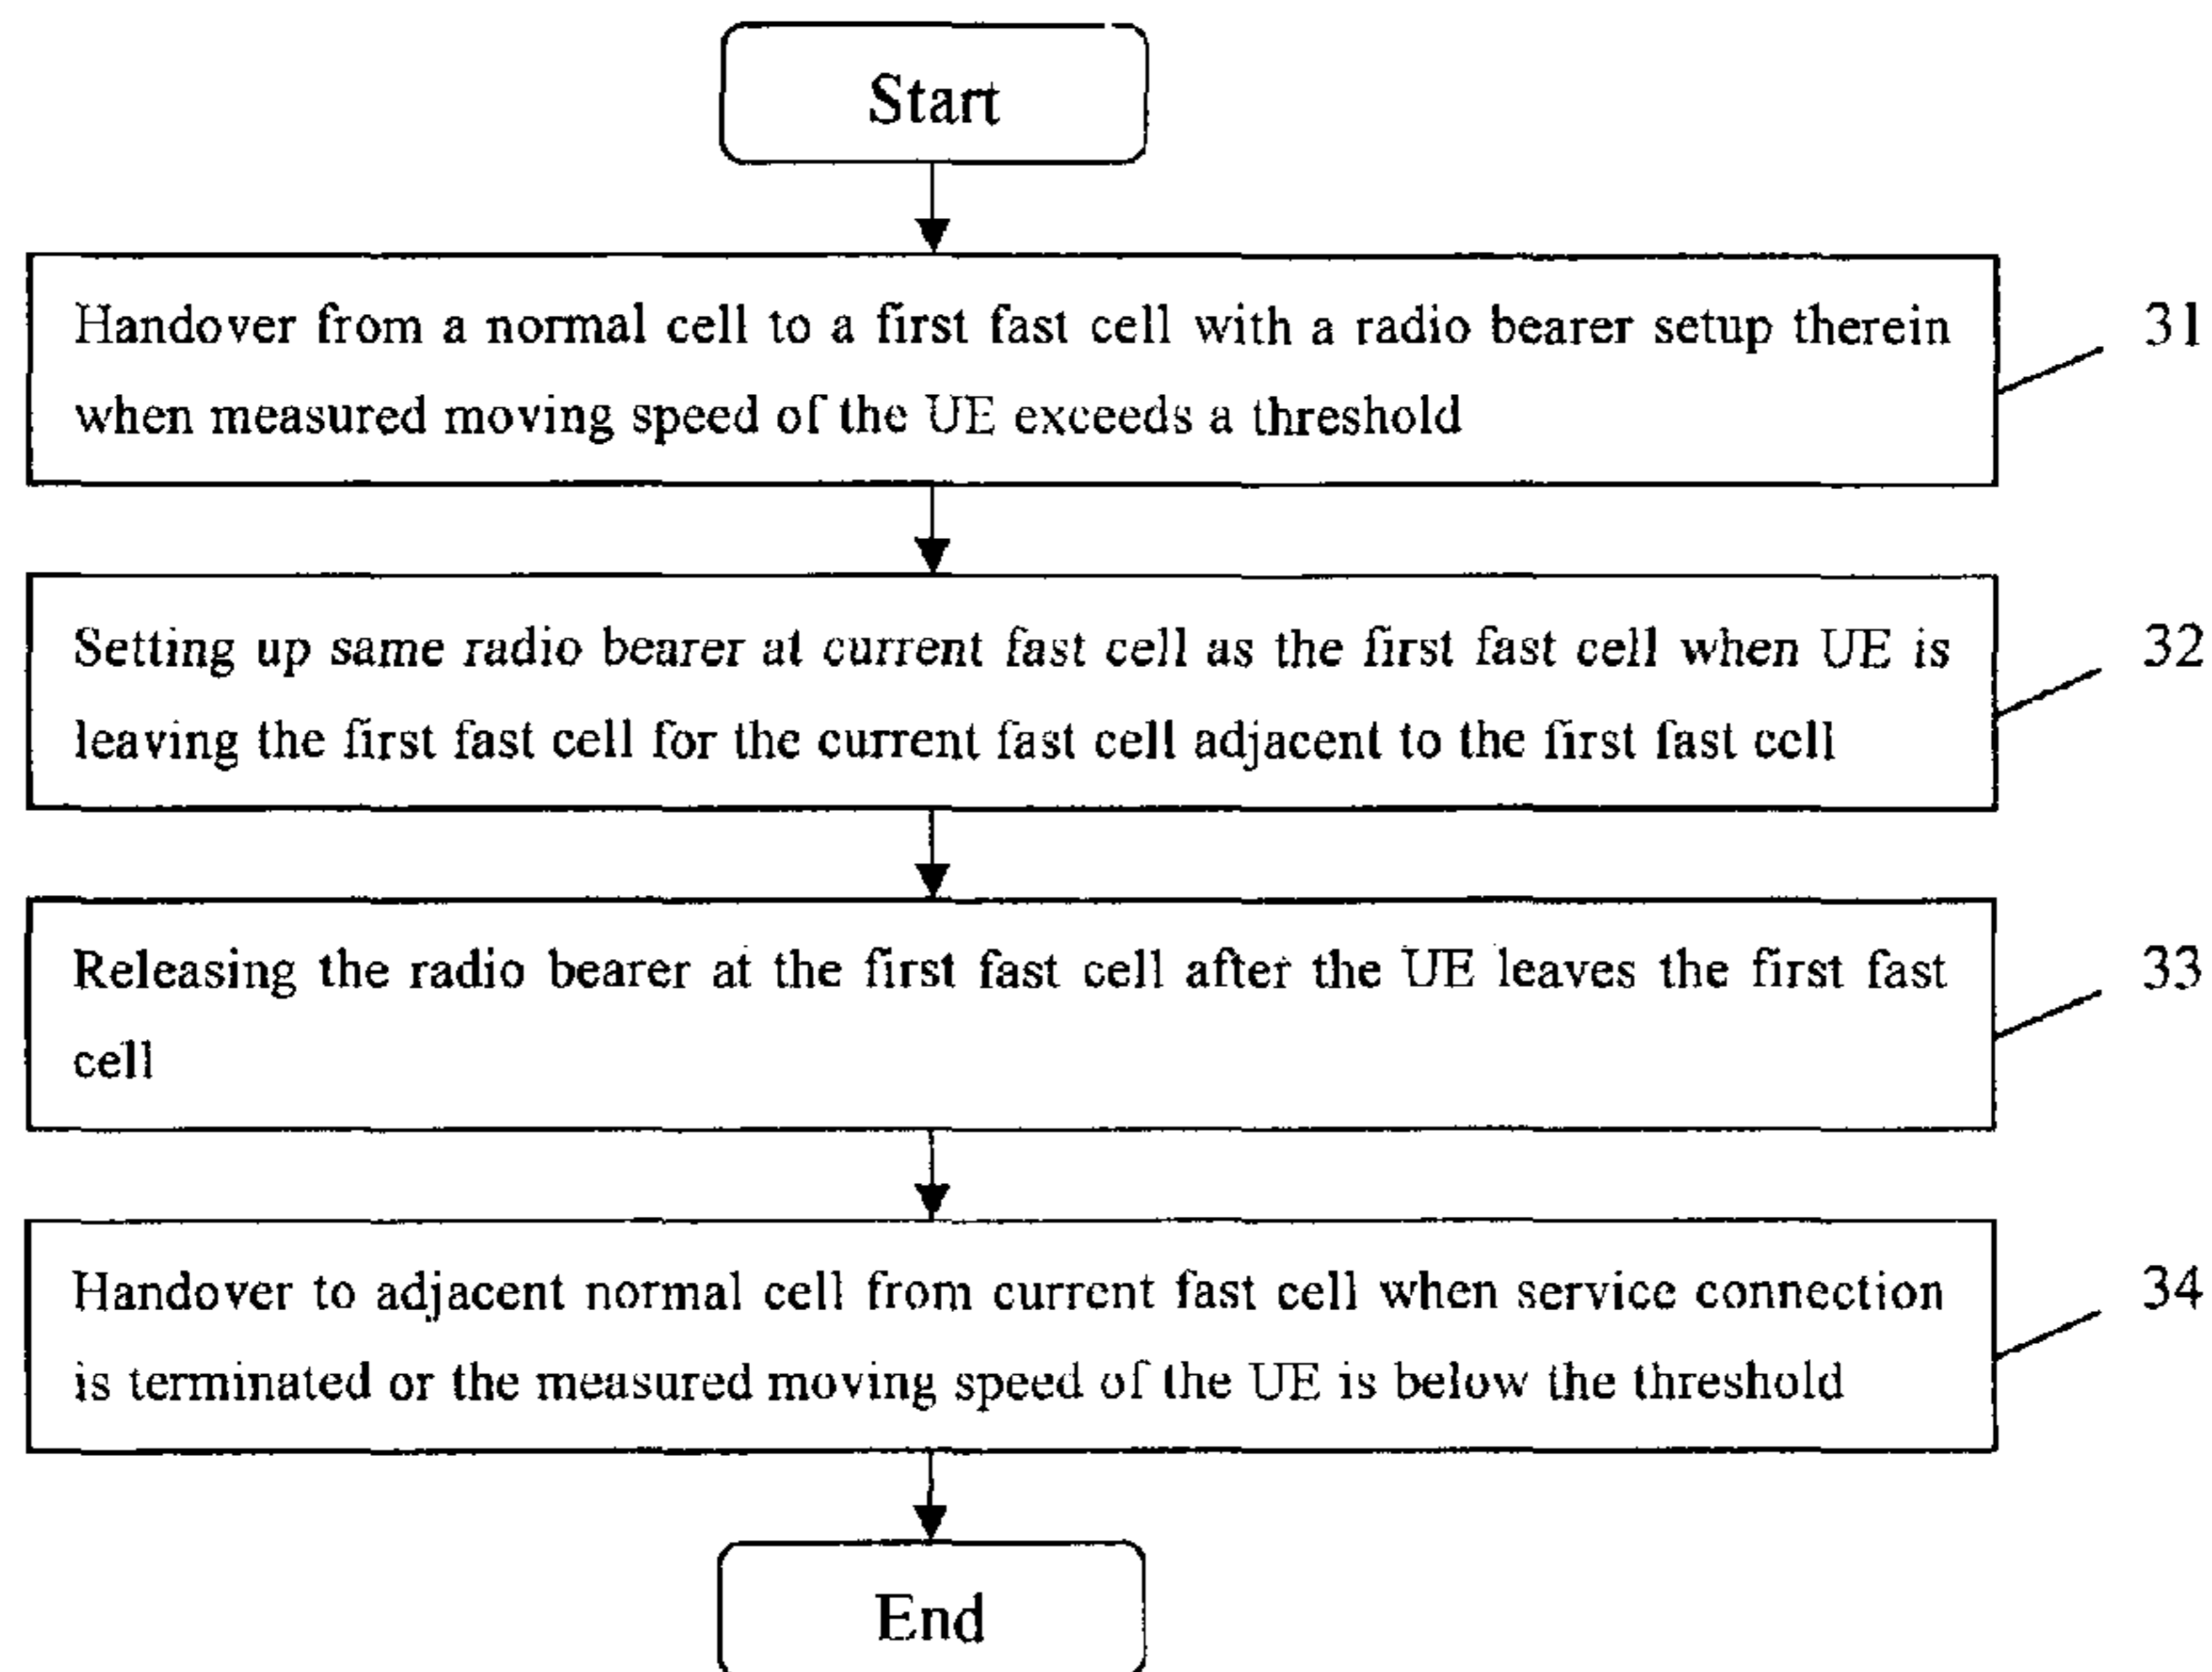 Start
Handover from a normal cell to a first fast cell with a radio bearer setup therein
when measured moving speed of the UE exceeds a threshold
31
Setting up same radio bearer at current fast cell as the first fast cell when UE is
leaving the first fast cell for the current fast cell adjacent to the first fast cell
32
Releasing the radio bearer at the first fast cell after the UE leaves the first fast
cell
33
Handover to adjacent normal cell from current fast cell when service connection
is terminated or the measured moving speed of the UE is below the threshold
34
End